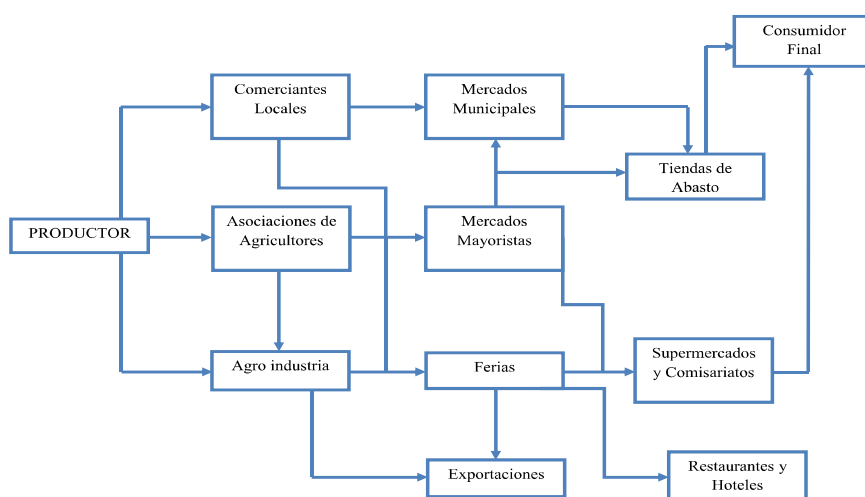 Consumidor
Final
Comerciantes
Locales
Mercados
Municipales
Tiendas de
Abasto
PRODUCTOR
Asociaciones de
Agricultores
Mercados
Mayoristas
Agro industria
Ferias
Supermercados
y Comisariatos
Exportaciones
Restaurantes y
Hoteles